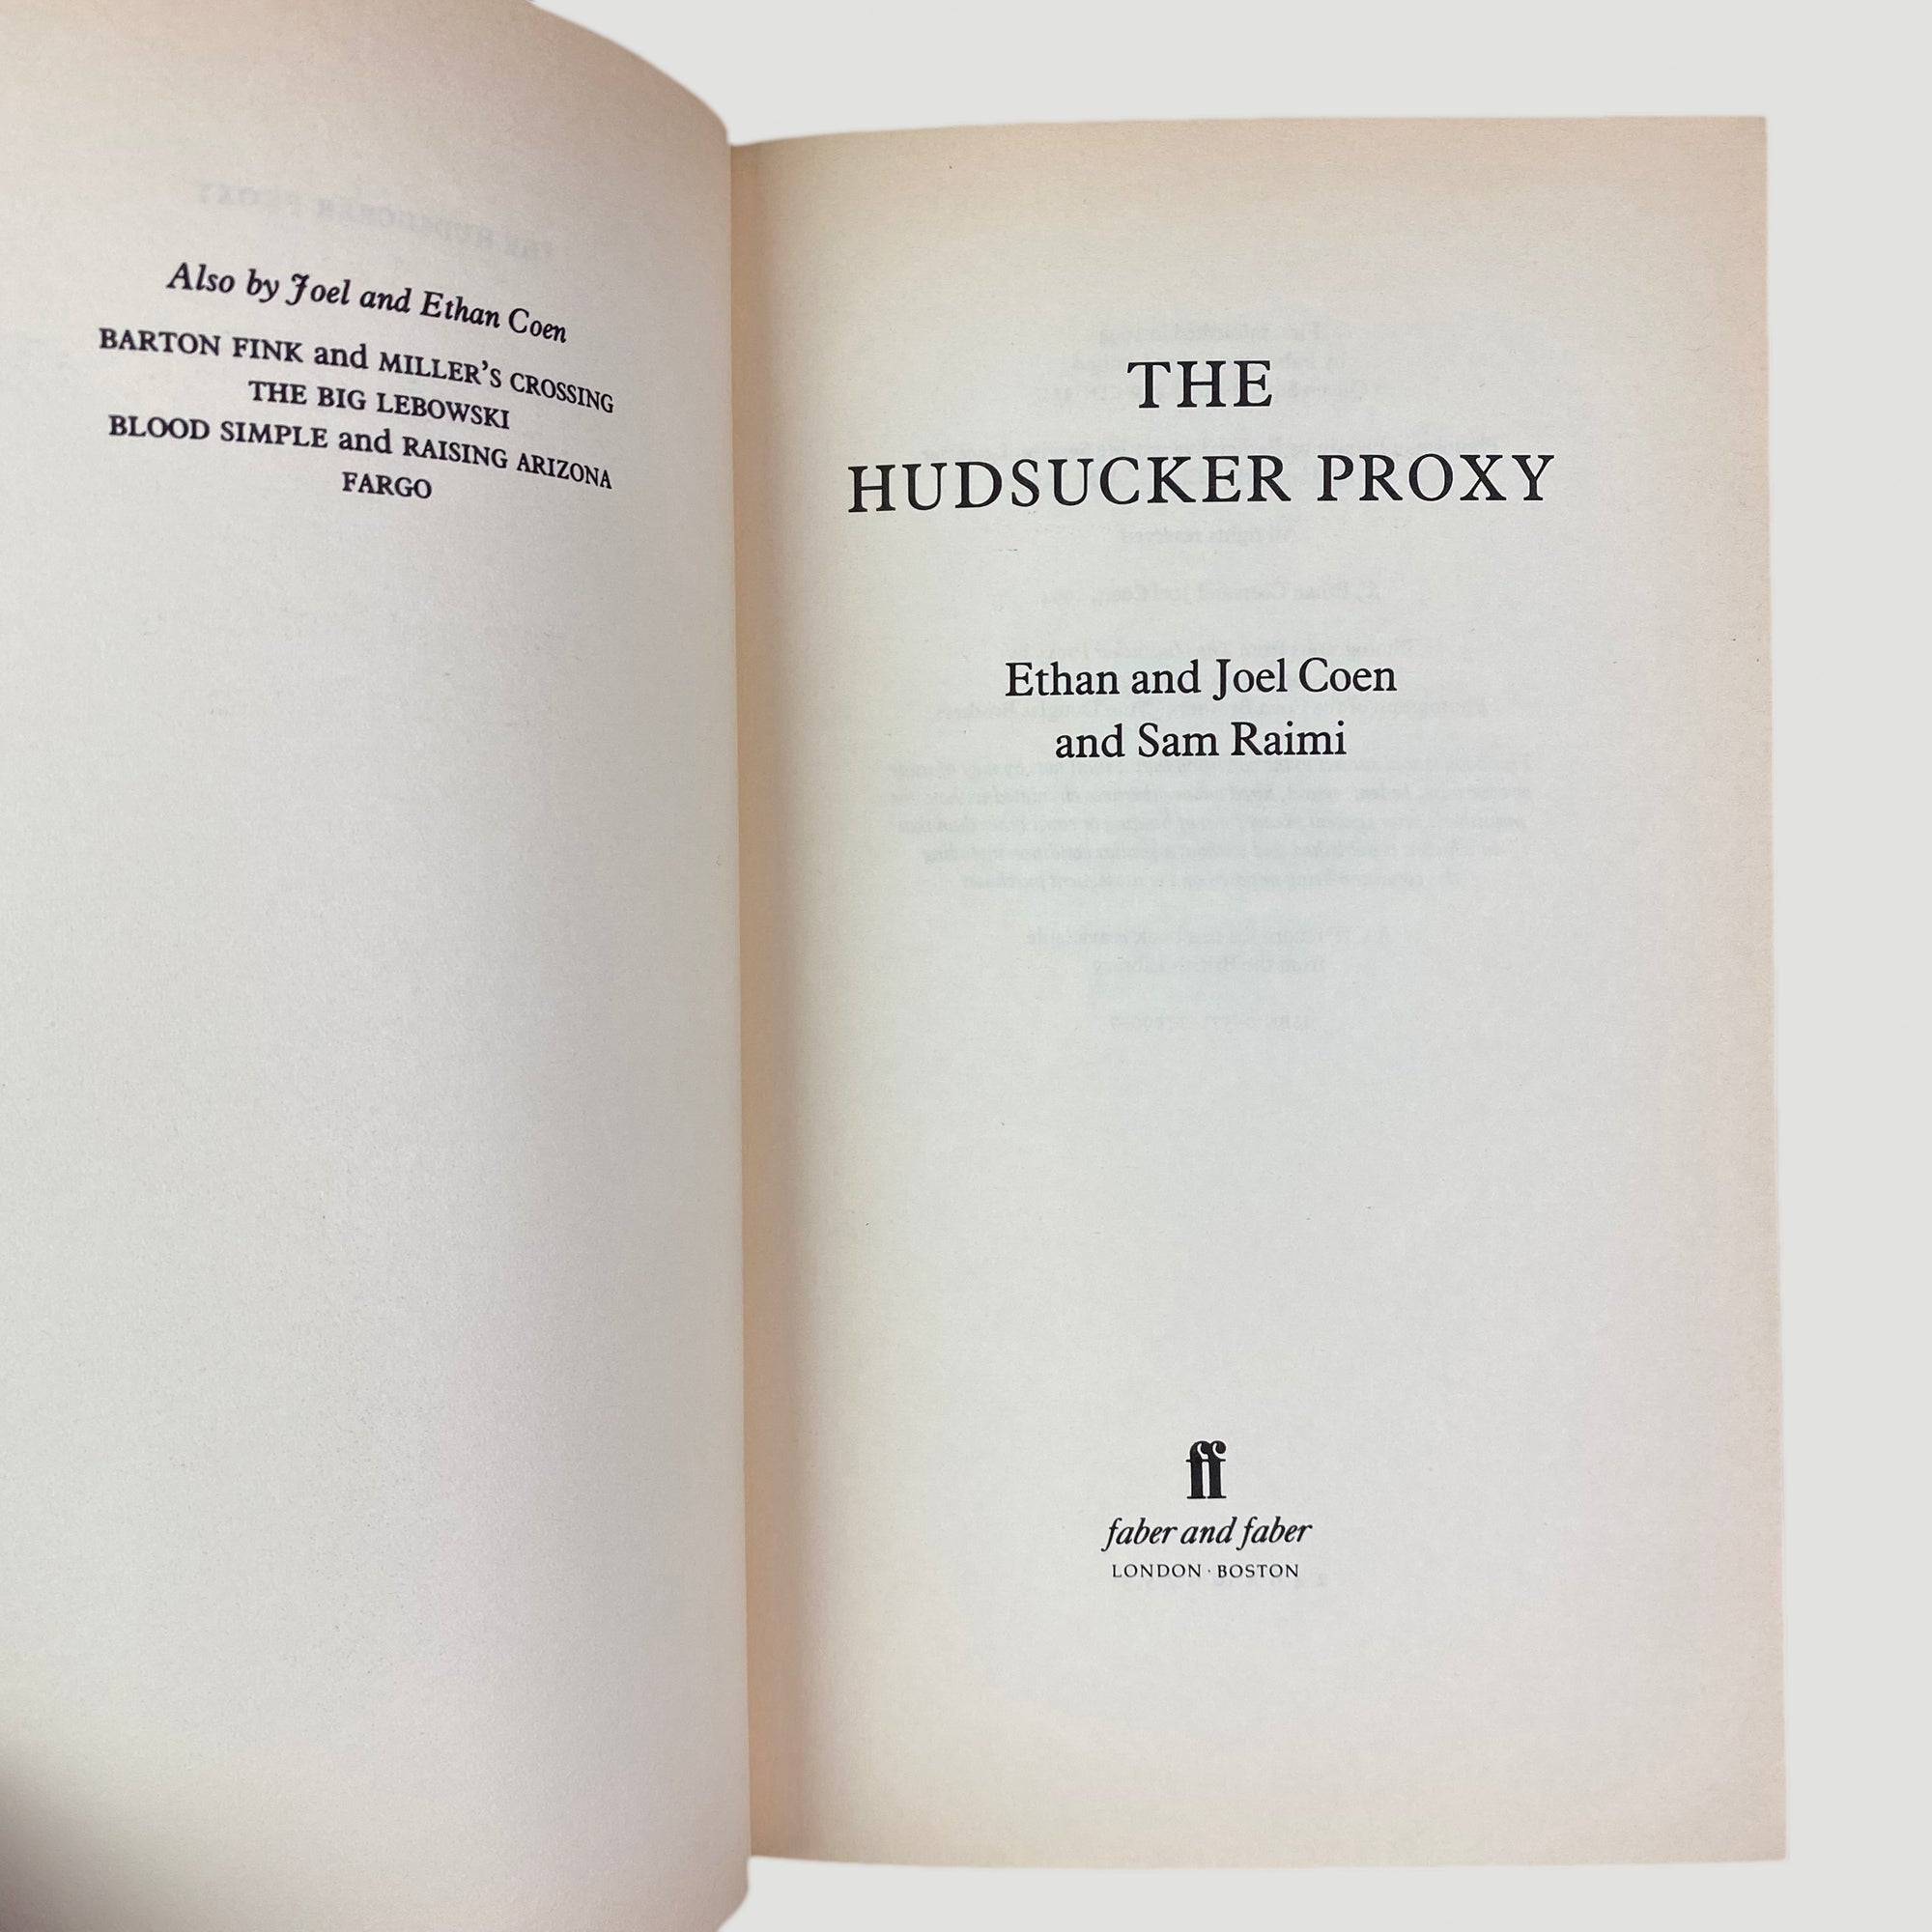 Also by Joel and Ethan Coen
BARTON FINK and MILLER'S CROSSING
THE BIG LEBOWSKI
BLOOD SIMPLE and RAISING ARIZONA
FARGO
THE
HUDSUCKER PROXY
Ethan and Joel Coen
and Sam Raimi
ff
faber and faber
LONDON · BOSTON